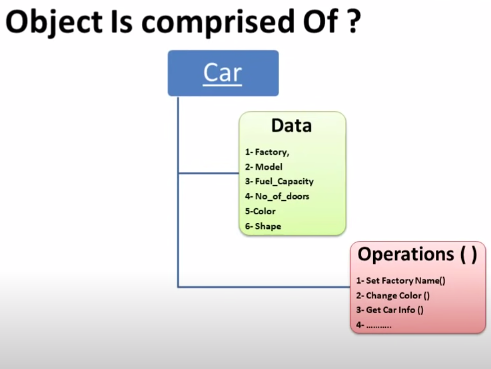 Object Is comprised Of ?
Car
Data
1- Factory,
2- Model
3- Fuel_Capacity
4- No_of_doors
5-Color
6- Shape
Operations ( )
1- Set Factory Name()
2- Change Color ()
3- Get Car Info ()
4- ...........